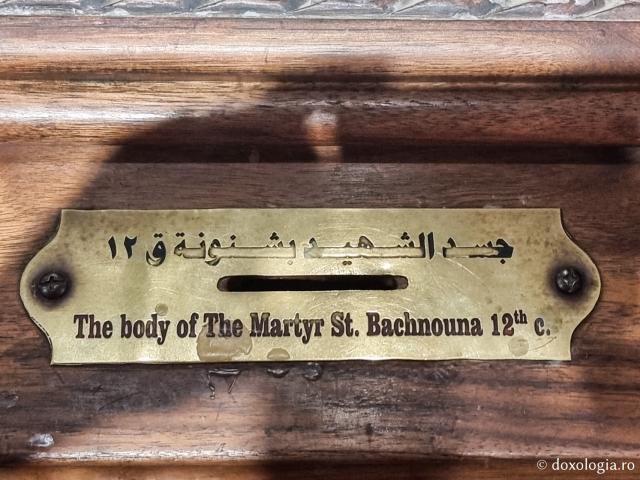 جسد الشهيد بشنونة ق ١٢
The body of The Martyr St. Bachnouna 12th c.
© doxologia.ro